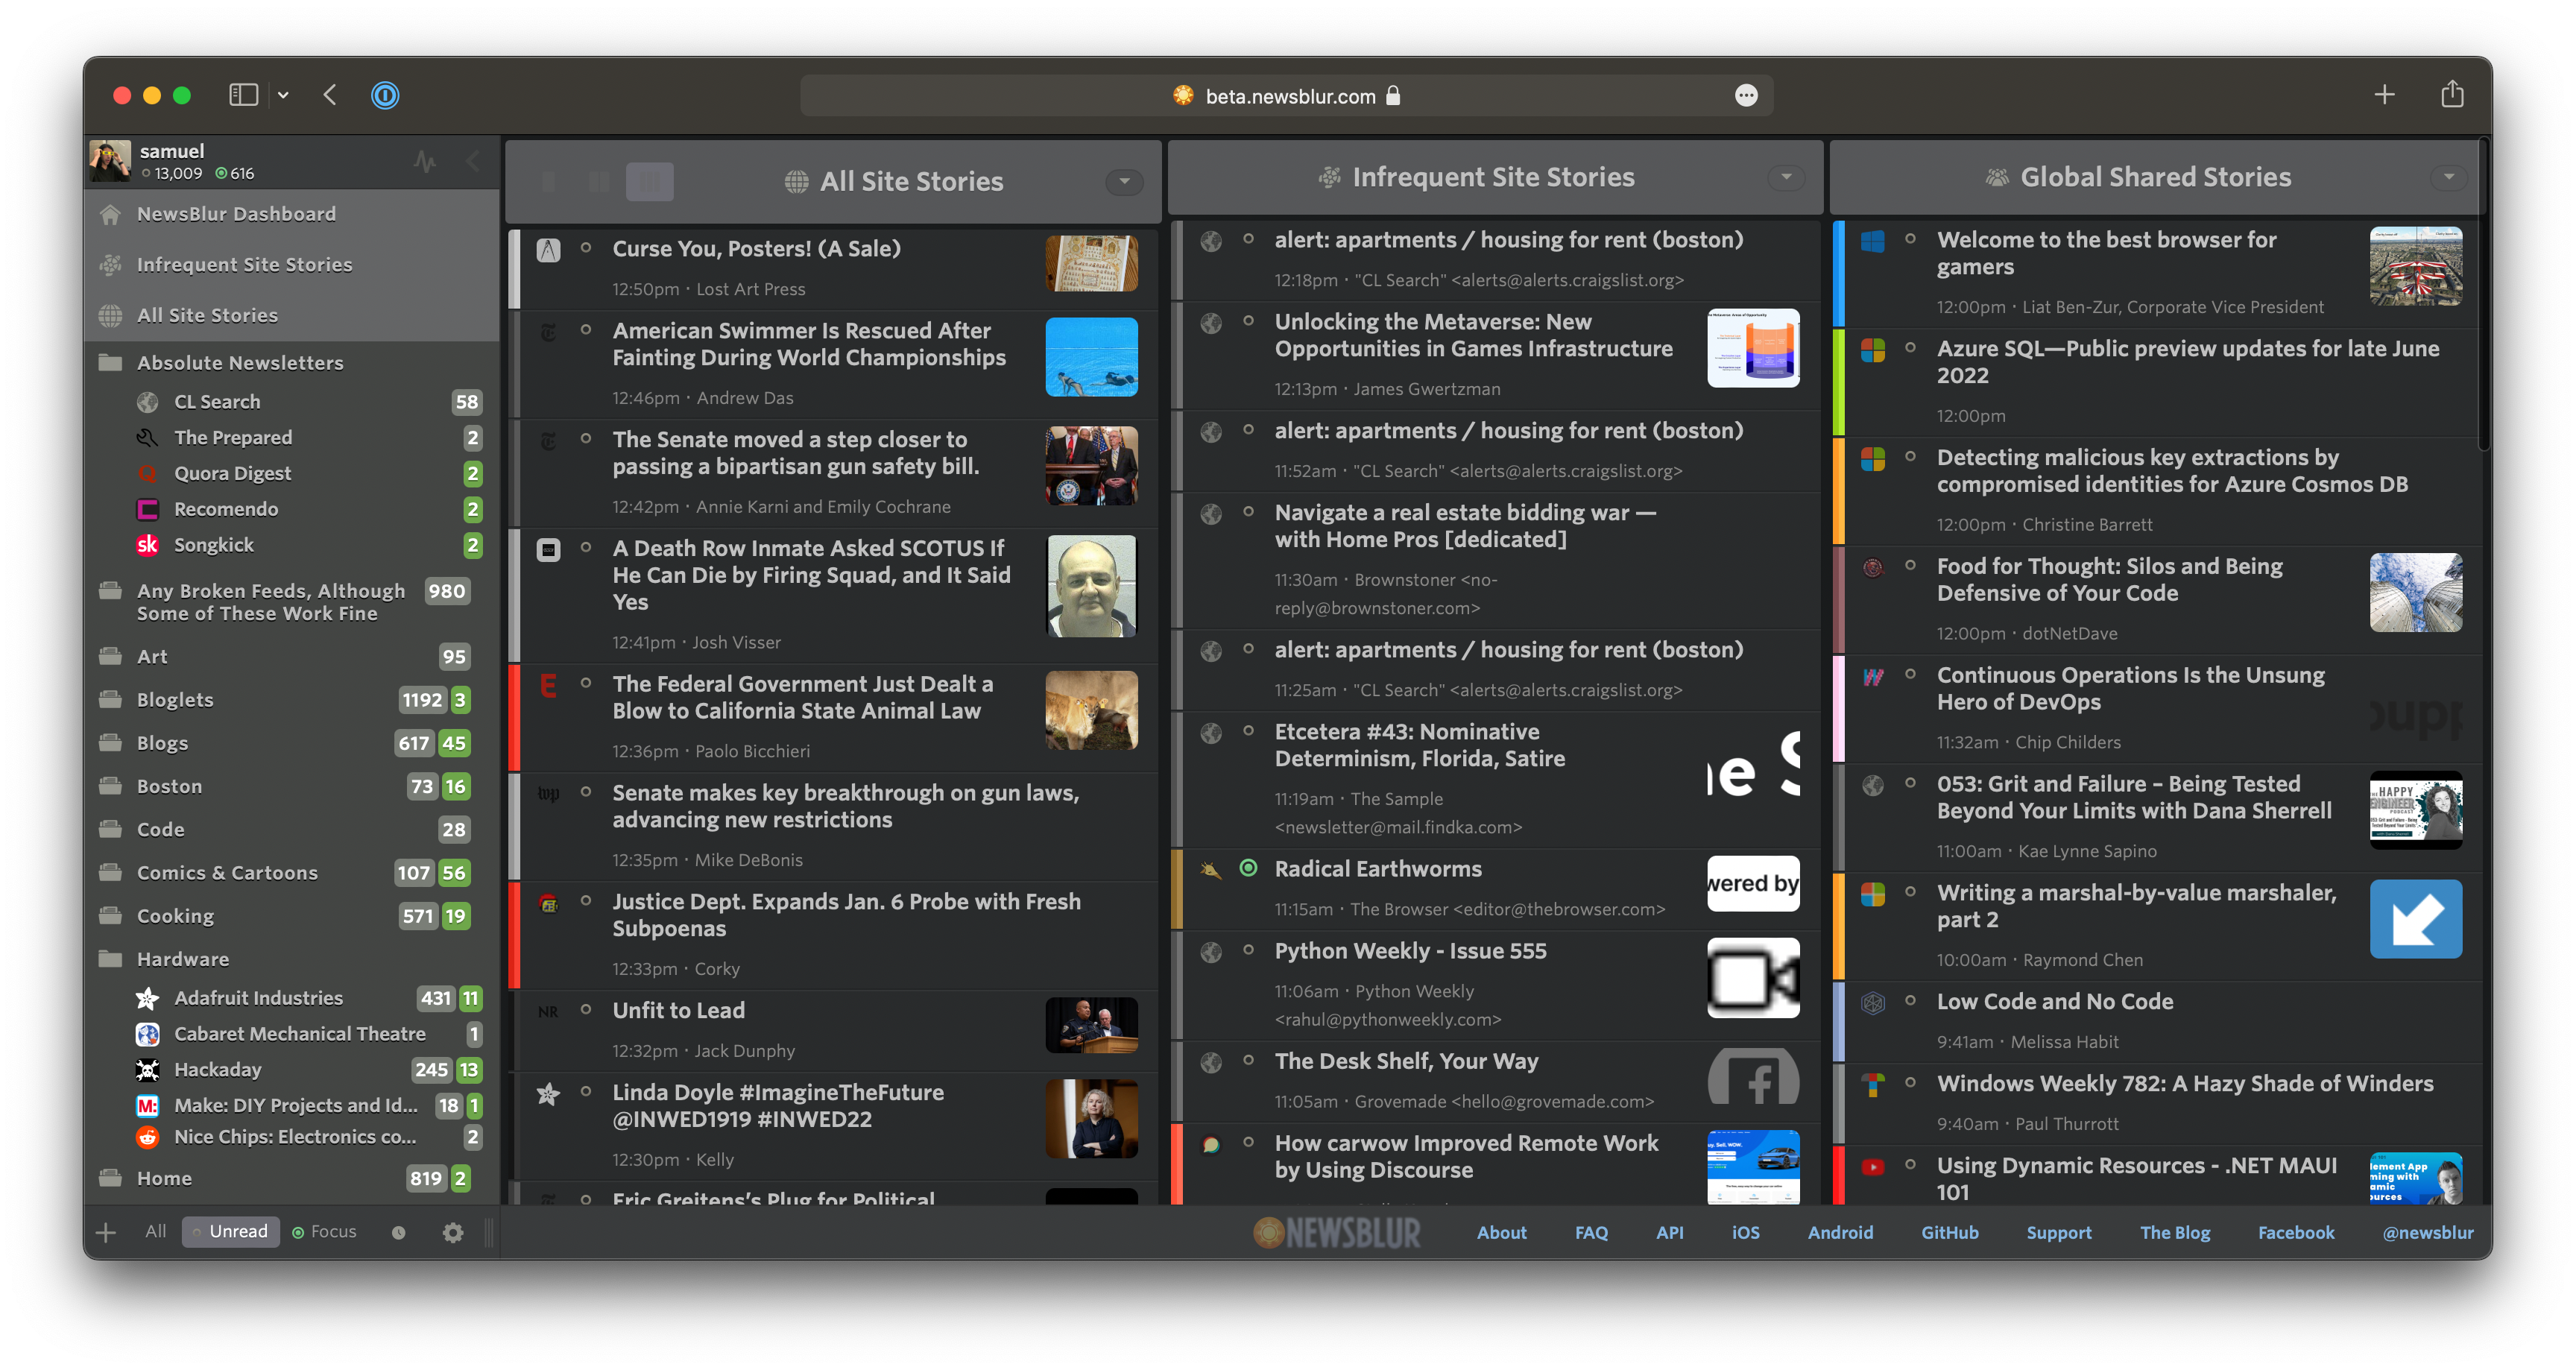 beta.newsblur.com
samuel
13,009 616
NewsBlur Dashboard
Infrequent Site Stories
All Site Stories
Absolute Newsletters
CL Search 58
The Prepared 2
Quora Digest 2
Recomendo 2
sk Songkick 2
Any Broken Feeds, Although 980
Some of These Work Fine
Art 95
Bloglets 1192 3
Blogs 617 45
Boston 73 16
Code 28
Comics & Cartoons 107 56
Cooking 571 19
Hardware
Adafruit Industries 431 11
Cabaret Mechanical Theatre 1
Hackaday 245 13
M: Make: DIY Projects and Id... 18 1
Nice Chips: Electronics co... 2
Home 819 2
All Unread Focus
All Site Stories
Curse You, Posters! (A Sale)
12:50pm · Lost Art Press
American Swimmer Is Rescued After
Fainting During World Championships
12:46pm · Andrew Das
The Senate moved a step closer to
passing a bipartisan gun safety bill.
12:42pm · Annie Karni and Emily Cochrane
A Death Row Inmate Asked SCOTUS If
He Can Die by Firing Squad, and It Said
Yes
12:41pm · Josh Visser
E
The Federal Government Just Dealt a
Blow to California State Animal Law
12:36pm · Paolo Bicchieri
wp
Senate makes key breakthrough on gun laws,
advancing new restrictions
12:35pm · Mike DeBonis
Justice Dept. Expands Jan. 6 Probe with Fresh
Subpoenas
12:33pm · Corky
NR
Unfit to Lead
12:32pm · Jack Dunphy
Linda Doyle #ImagineTheFuture
@INWED1919 #INWED22
12:30pm · Kelly
Eric Greitens's Plug for Political
Infrequent Site Stories
alert: apartments / housing for rent (boston)
12:18pm · "CL Search" <alerts@alerts.craigslist.org>
Unlocking the Metaverse: New
Opportunities in Games Infrastructure
12:13pm · James Gwertzman
alert: apartments / housing for rent (boston)
11:52am · "CL Search" <alerts@alerts.craigslist.org>
Navigate a real estate bidding war —
with Home Pros [dedicated]
11:30am · Brownstoner <no-
reply@brownstoner.com>
alert: apartments / housing for rent (boston)
11:25am · "CL Search" <alerts@alerts.craigslist.org>
Etcetera #43: Nominative
Determinism, Florida, Satire
11:19am · The Sample
<newsletter@mail.findka.com>
ne S
Radical Earthworms
11:15am · The Browser <editor@thebrowser.com>
wered by
Python Weekly - Issue 555
11:06am · Python Weekly
<rahul@pythonweekly.com>
The Desk Shelf, Your Way
11:05am · Grovemade <hello@grovemade.com>
How carwow Improved Remote Work
by Using Discourse
uy. Sell. WOW.
Global Shared Stories
Welcome to the best browser for
gamers
12:00pm · Liat Ben-Zur, Corporate Vice President
Azure SQL—Public preview updates for late June
2022
12:00pm
Detecting malicious key extractions by
compromised identities for Azure Cosmos DB
12:00pm · Christine Barrett
Food for Thought: Silos and Being
Defensive of Your Code
12:00pm · dotNetDave
Continuous Operations Is the Unsung
Hero of DevOps
11:32am · Chip Childers
oupp
053: Grit and Failure – Being Tested
Beyond Your Limits with Dana Sherrell
11:00am · Kae Lynne Sapino
HAPPY
ENGINEER
Writing a marshal-by-value marshaler,
part 2
10:00am · Raymond Chen
Low Code and No Code
9:41am · Melissa Habit
Windows Weekly 782: A Hazy Shade of Winders
9:40am · Paul Thurrott
Using Dynamic Resources - .NET MAUI
101
lement App
ming with
amic
ources
NEWSBLUR About FAQ API iOS Android GitHub Support The Blog Facebook @newsblur